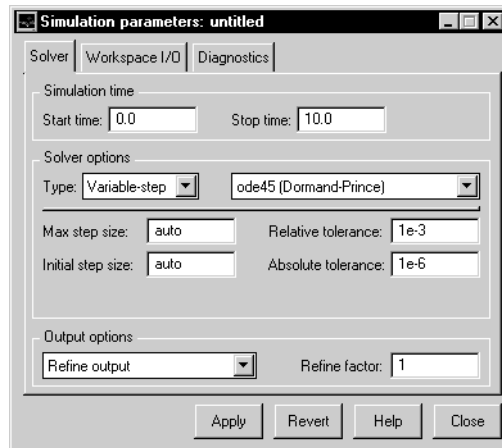 Simulation parameters: untitled
Solver Workspace I/O Diagnostics
Simulation time
Start time: 0.0 Stop time: 10.0
Solver options
Type: Variable-step ode45 (Dormand-Prince)
Max step size: auto Relative tolerance: 1e-3
Initial step size: auto Absolute tolerance: 1e-6
Output options
Refine output Refine factor: 1
Apply Revert Help Close